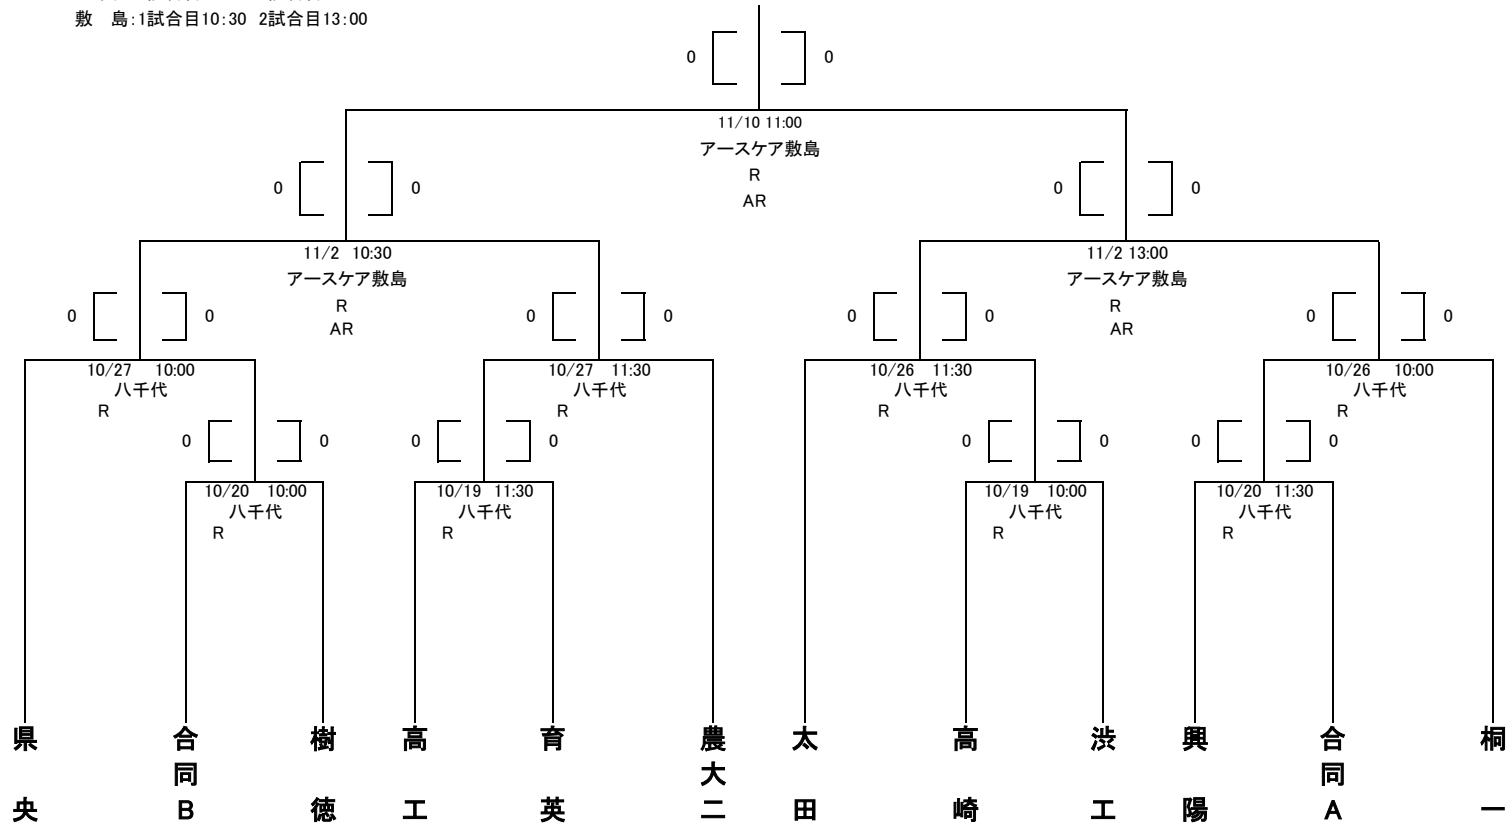 敷　島：1試合目10：30　2試合目13：00
0 0
11/10 11:00
アースケア敷島
R
AR
0 0 0 0
11/2 10:30 11/2 13:00
アースケア敷島 アースケア敷島
R R
AR AR
0 0 0 0 0 0 0 0
10/27 10:00 10/27 11:30 10/26 11:30 10/26 10:00
八千代 八千代 八千代 八千代
R R R R
0 0 0 0 0 0 0 0
10/20 10:00 10/19 11:30 10/19 10:00 10/20 11:30
八千代 八千代 八千代 八千代
R R R R
県央
合同B
樹徳
高工
育英
農大二
太田
高崎
渋工
興陽
合同A
桐一